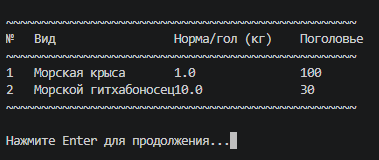 ~~~~~~~~~~~~~~~~~~~~~~~~~~~~~~~~~~~~~~~~~~~~~~~~~~
№   Вид                 Норма/гол (кг)    Поголовье
~~~~~~~~~~~~~~~~~~~~~~~~~~~~~~~~~~~~~~~~~~~~~~~~~~
1   Морская крыса       1.0               100
2   Морской гитхабоносец10.0              30
~~~~~~~~~~~~~~~~~~~~~~~~~~~~~~~~~~~~~~~~~~~~~~~~~~
Нажмите Enter для продолжения...